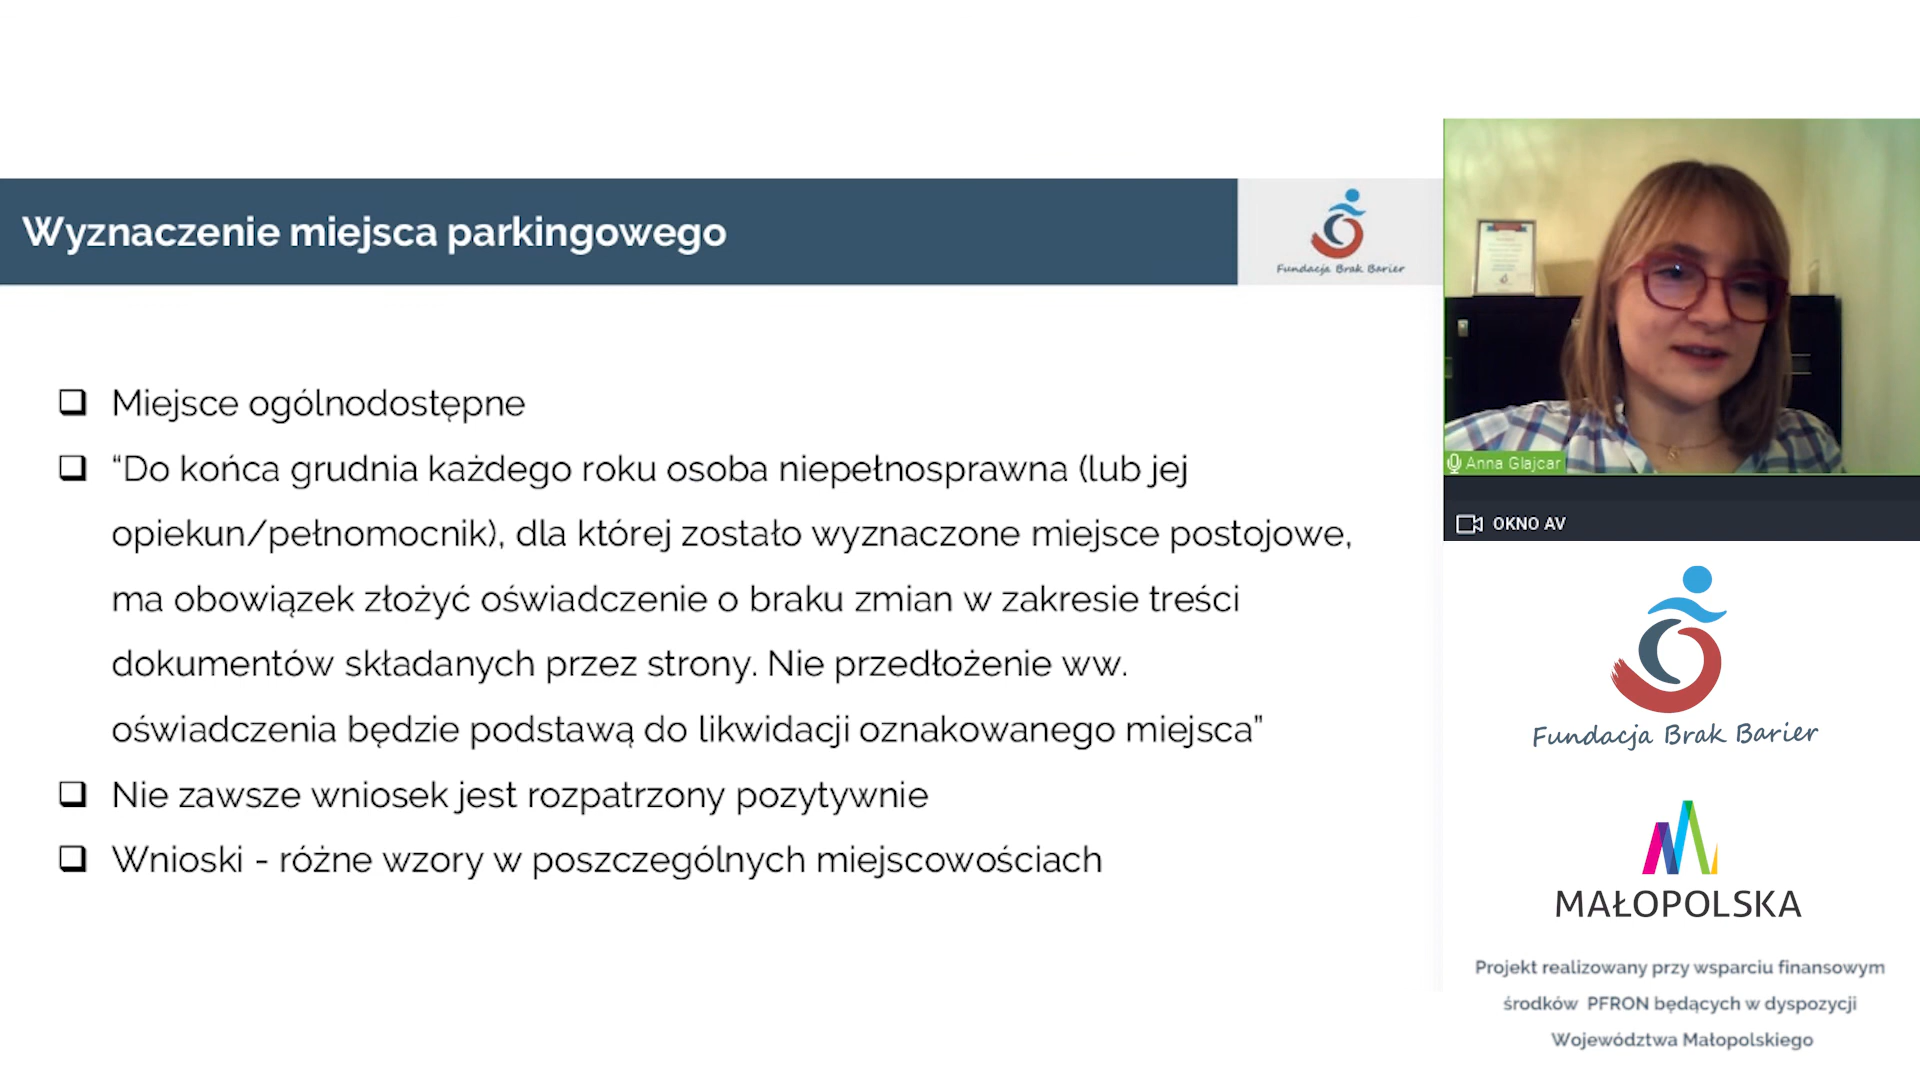 Wyznaczenie miejsca parkingowego
Fundacja Brak Barier
Miejsce ogólnodostępne
“Do końca grudnia każdego roku osoba niepełnosprawna (lub jej
opiekun/pełnomocnik), dla której zostało wyznaczone miejsce postojowe,
ma obowiązek złożyć oświadczenie o braku zmian w zakresie treści
dokumentów składanych przez strony. Nie przedłożenie ww.
oświadczenia będzie podstawą do likwidacji oznakowanego miejsca”
Nie zawsze wniosek jest rozpatrzony pozytywnie
Wnioski - różne wzory w poszczególnych miejscowościach
Anna Glajcar
OKNO AV
Fundacja Brak Barier
MAŁOPOLSKA
Projekt realizowany przy wsparciu finansowym
środków PFRON będących w dyspozycji
Województwa Małopolskiego